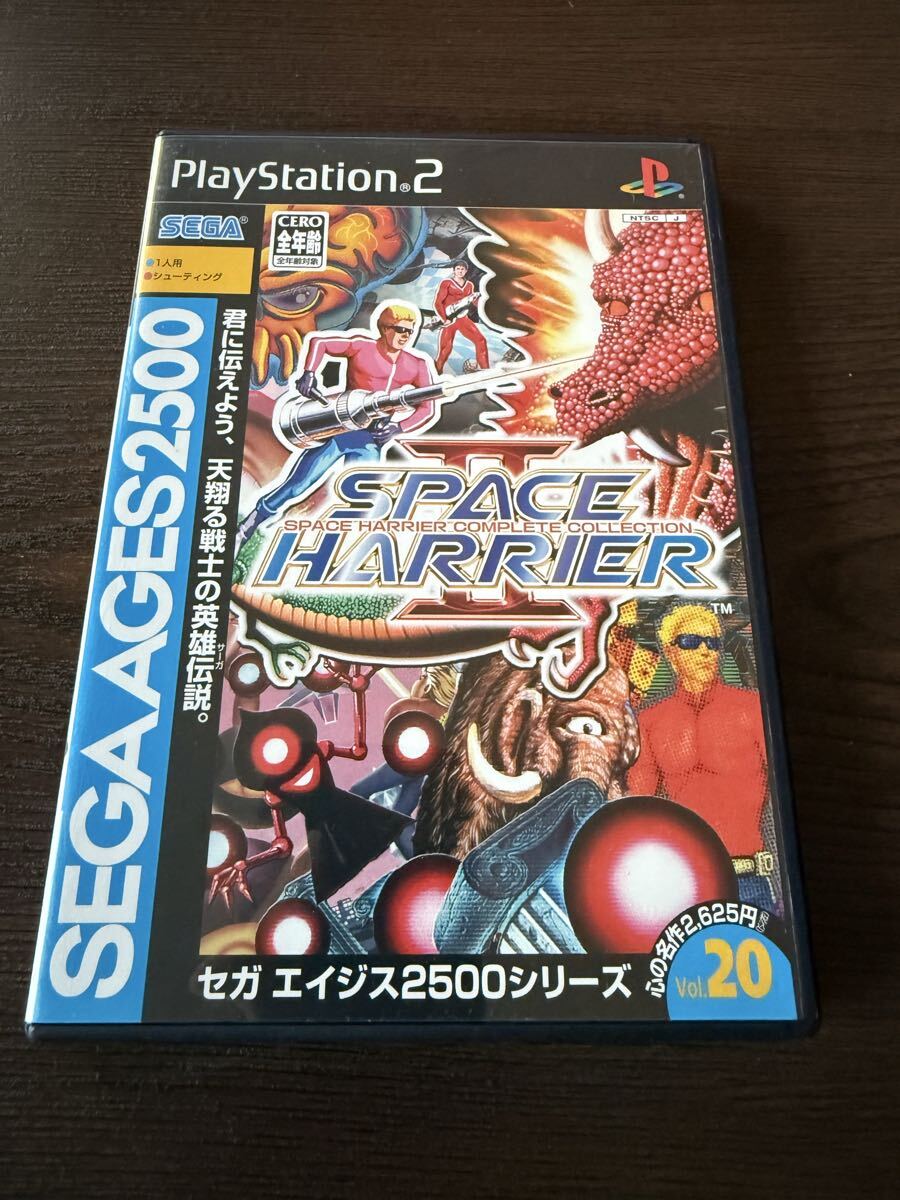 PlayStation®2
NTSC J
SEGA®
CERO
全年齢
全年齢対象
●1人用
●シューティング
SEGA AGES 2500
君に伝えよう、天翔る戦士の英雄伝説。
サーガ
II
SPACE
SPACE HARRIER COMPLETE COLLECTION
HARRIER
TM
セガ エイジス2500シリーズ
心の名作2,625円
Vol.20